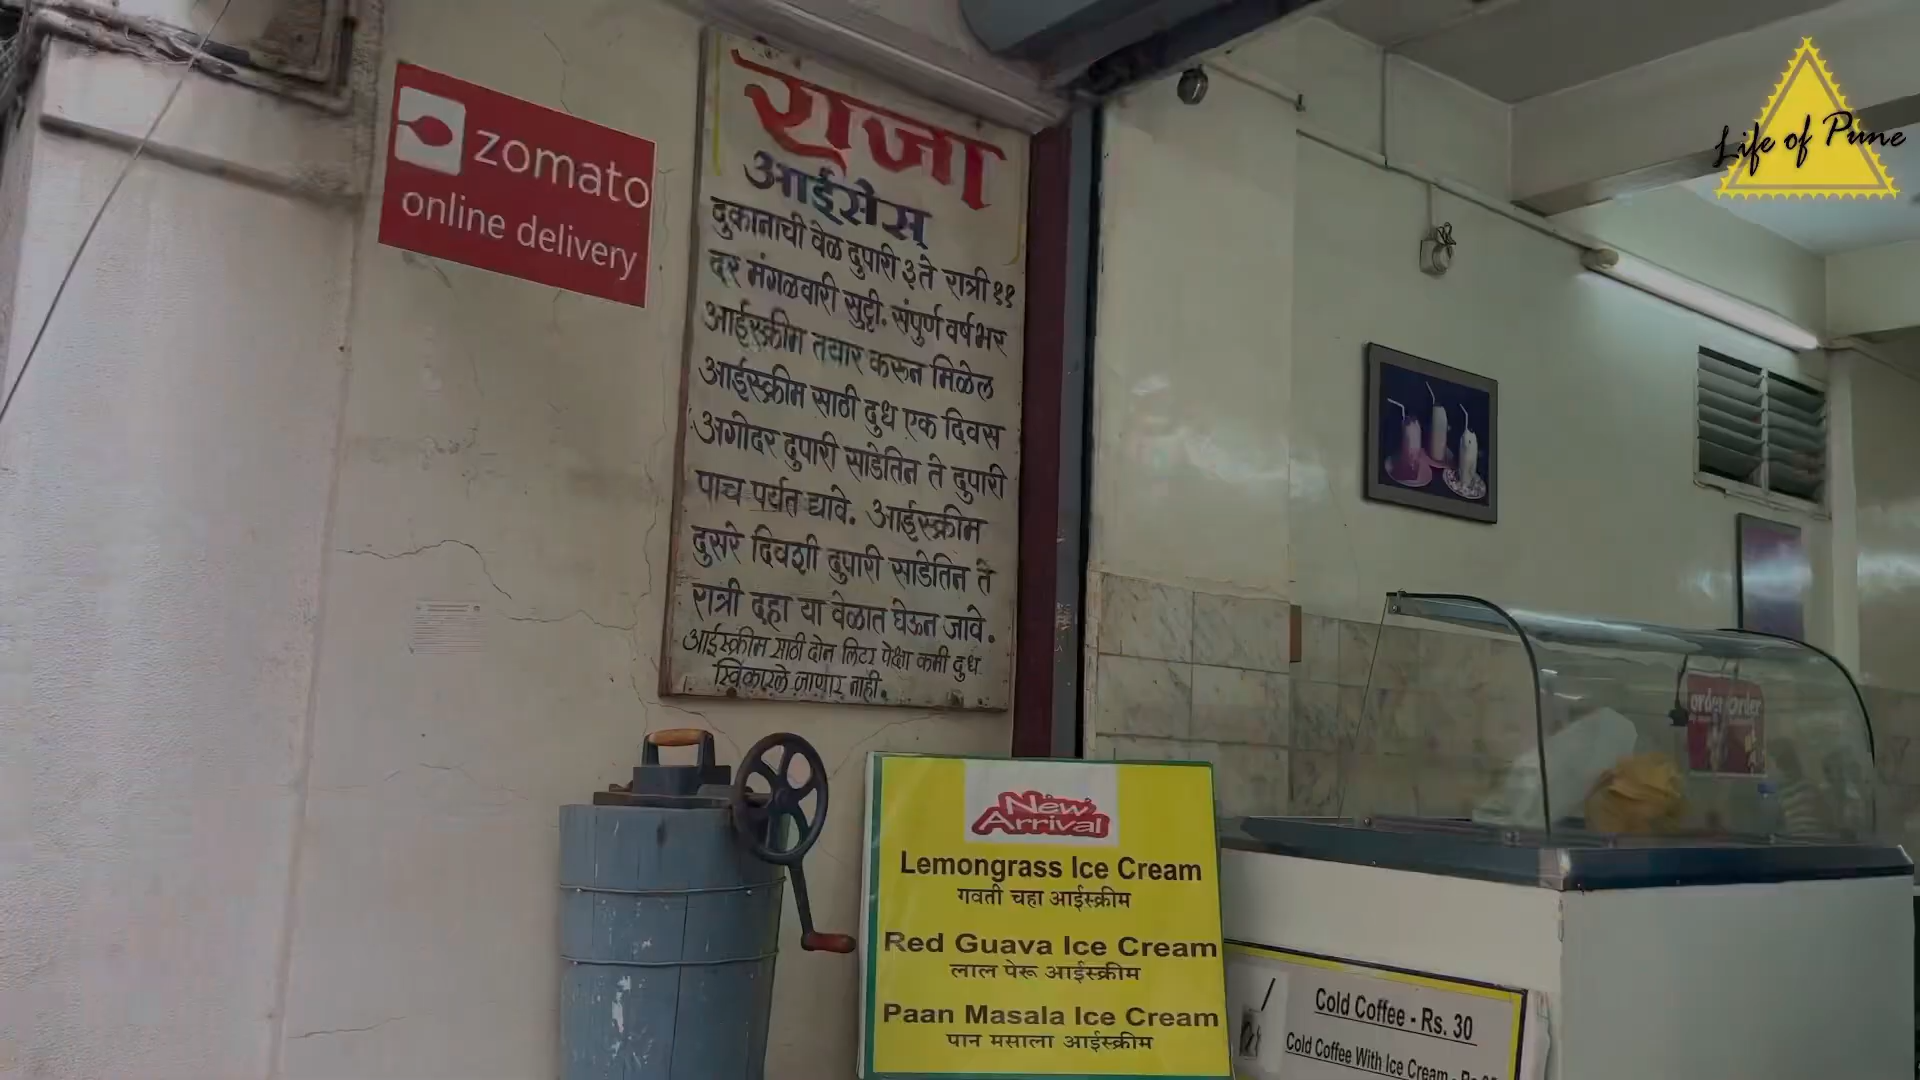 zomato
online delivery
राजा
आईसेस्
दुकानाची वेळ दुपारी ३ ते रात्री ११
दर मंगळवारी सुट्टी. संपुर्ण वर्षभर
आईस्क्रीम तयार करून मिळेल
आईस्क्रीम साठी दुध एक दिवस
अगोदर दुपारी साडेतिन ते दुपारी
पाच पर्यंत द्यावे. आईस्क्रीम
दुसरे दिवशी दुपारी साडेतिन ते
रात्री दहा या वेळात घेऊन जावे.
आईस्क्रीम साठी दोन लिटर पेक्षा कमी दुध
स्विकारले जाणार नाही.
New
Arrival
Lemongrass Ice Cream
गवती चहा आईस्क्रीम
Red Guava Ice Cream
लाल पेरू आईस्क्रीम
Paan Masala Ice Cream
पान मसाला आईस्क्रीम
Cold Coffee - Rs. 30
Cold Coffee With Ice Cream -
order order
Life of Pune